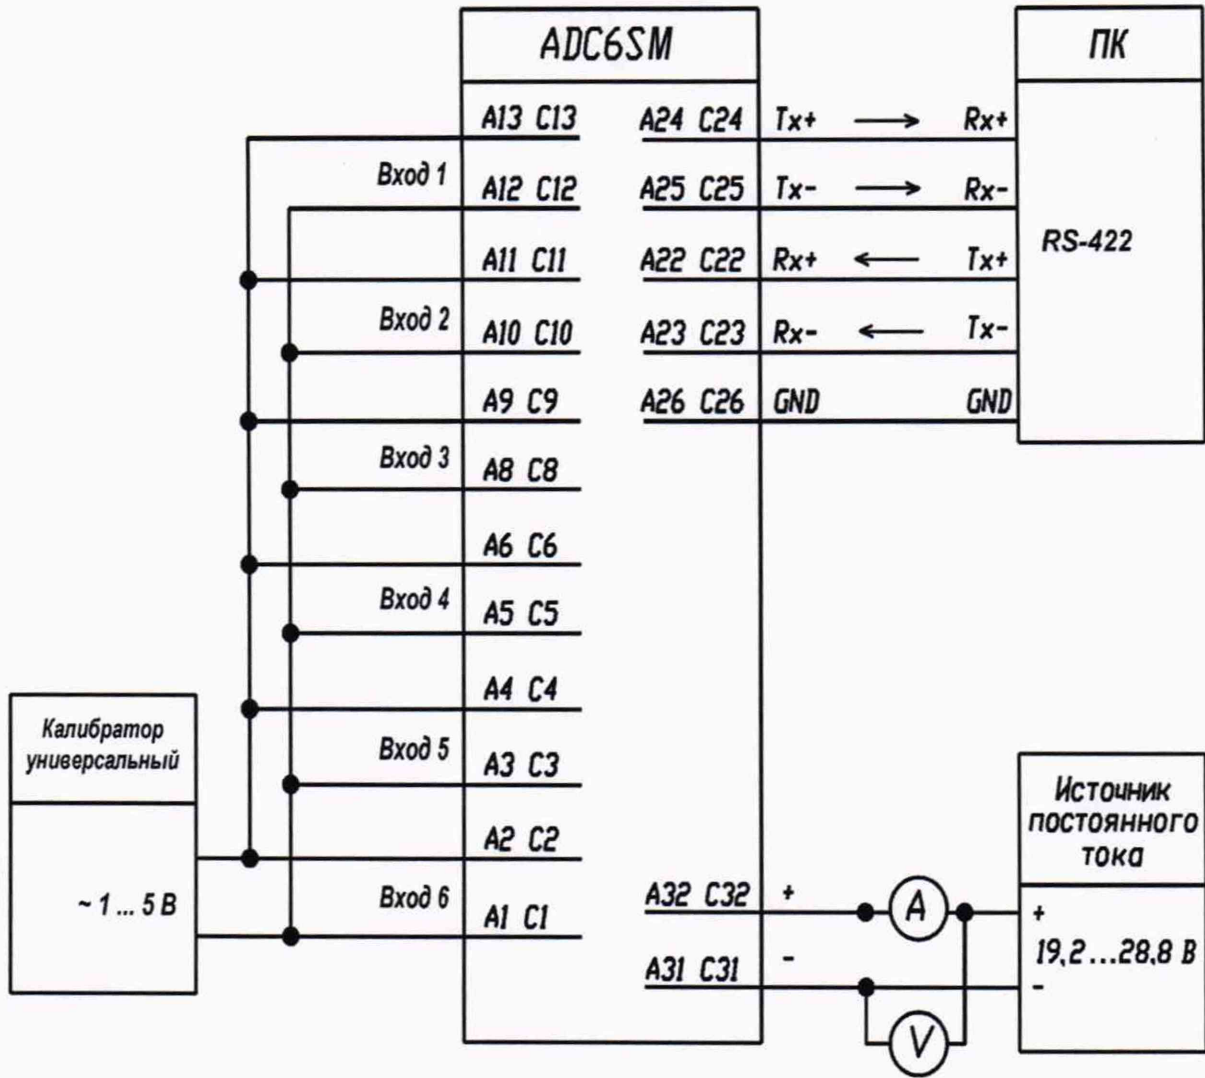 ADC6SM
ПК
A13 C13
A24 C24
Tx+
Rx+
Вход 1
A12 C12
A25 C25
Tx-
Rx-
RS-422
A11 C11
A22 C22
Rx+
Tx+
Вход 2
A10 C10
A23 C23
Rx-
Tx-
A9 C9
A26 C26
GND
GND
Вход 3
A8 C8
A6 C6
Вход 4
A5 C5
A4 C4
Вход 5
A3 C3
A2 C2
Вход 6
A1 C1
Калибратор
универсальный
~ 1 ... 5 В
A32 C32
+
A
A31 C31
-
V
Источник
постоянного
тока
+
19,2...28,8 В
-